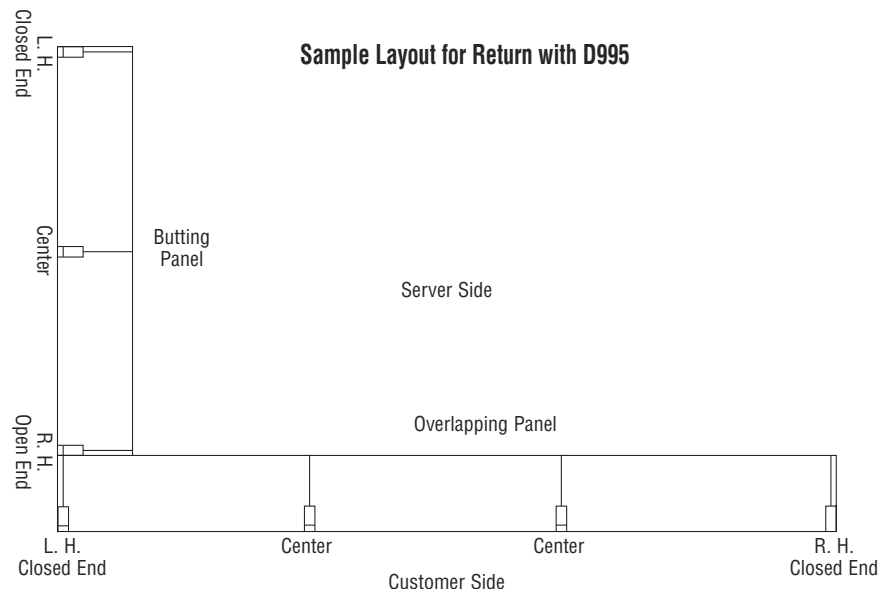 Sample Layout for Return with D995
L. H.
Closed End
Center
Butting
Panel
Server Side
Overlapping Panel
R. H.
Open End
L. H.
Closed End
Center
Center
R. H.
Closed End
Customer Side